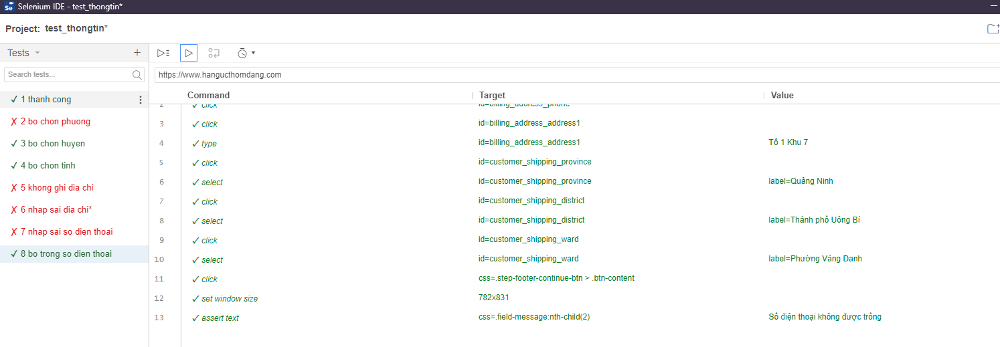 Selenium IDE - test_thongtin*
Project: test_thongtin*
Tests
Search tests...
https://www.hangucthomdang.com
Command Target Value
1 thanh cong
2 bo chon phuong
3 bo chon huyen
4 bo chon tinh
5 khong ghi dia chi
6 nhap sai dia chi*
7 nhap sai so dien thoai
8 bo trong so dien thoai
2 click id=billing_address_phone
3 click id=billing_address_address1
4 type id=billing_address_address1 Tổ 1 Khu 7
5 click id=customer_shipping_province
6 select id=customer_shipping_province label=Quảng Ninh
7 click id=customer_shipping_district
8 select id=customer_shipping_district label=Thành phố Uông Bí
9 click id=customer_shipping_ward
10 select id=customer_shipping_ward label=Phường Vàng Danh
11 click css=.step-footer-continue-btn > .btn-content
12 set window size 782x831
13 assert text css=.field-message:nth-child(2) Số điện thoại không được trống